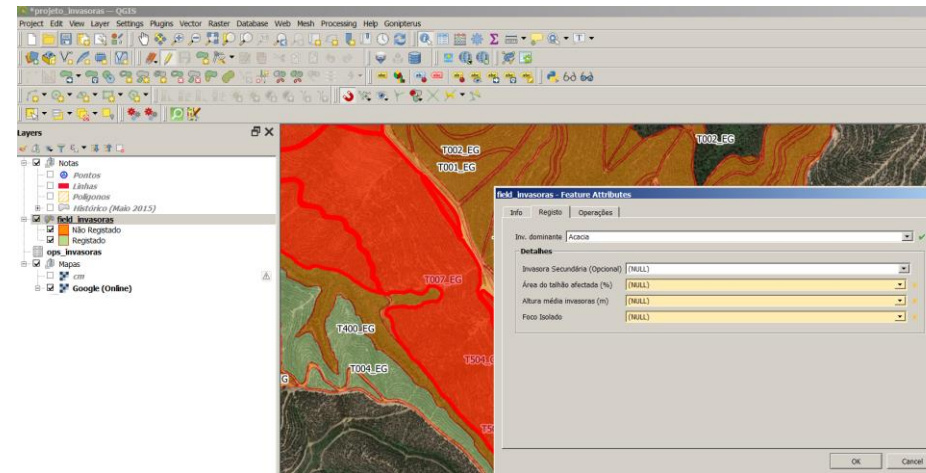 *projeto_invasoras — QGIS
Project Edit View Layer Settings Plugins Vector Raster Database Web Mesh Processing Help Gonipterus
Layers
Notas
Pontos
Linhas
Polígonos
Histórico (Maio 2015)
field_invasoras
Não Registado
Registado
ops_invasoras
Mapas
cm
Google (Online)
T002_EG
T001_EG
T002_EG
T002_EG
T400_EG
T004_EG
field_invasoras - Feature Attributes
Info Registo Operações
Inv. dominante Acacia
Detalhes
Invasora Secundária (Opcional) (NULL)
Área do talhão afectada (%) (NULL)
Altura média invasoras (m) (NULL)
Foco Isolado (NULL)
OK Cancel